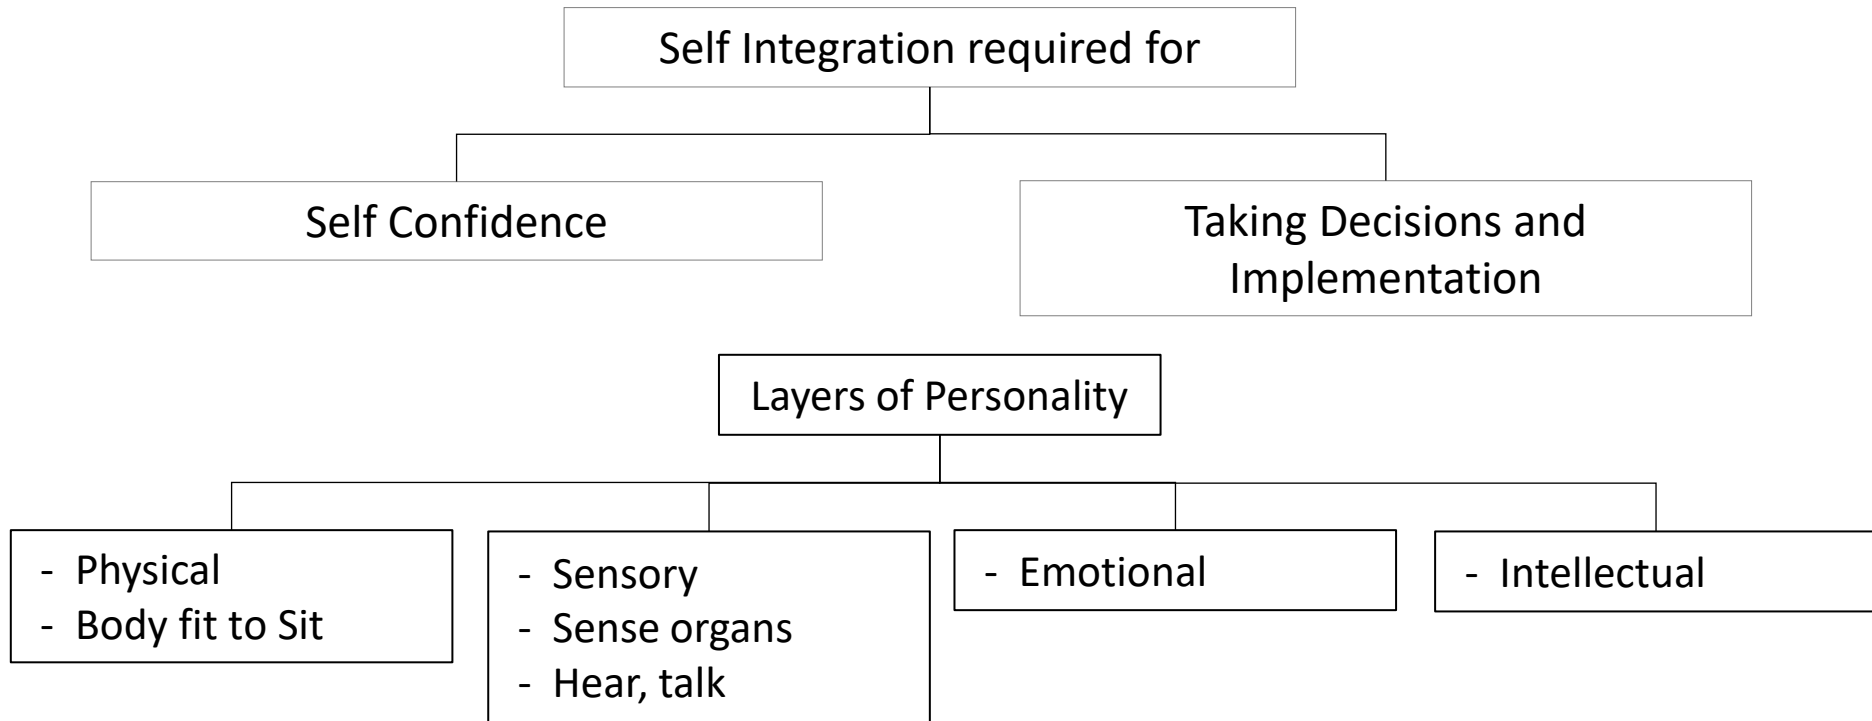 Self Integration required for
Self Confidence
Taking Decisions and
Implementation
Layers of Personality
- Physical
- Body fit to Sit
- Sensory
- Sense organs
- Hear, talk
- Emotional
- Intellectual